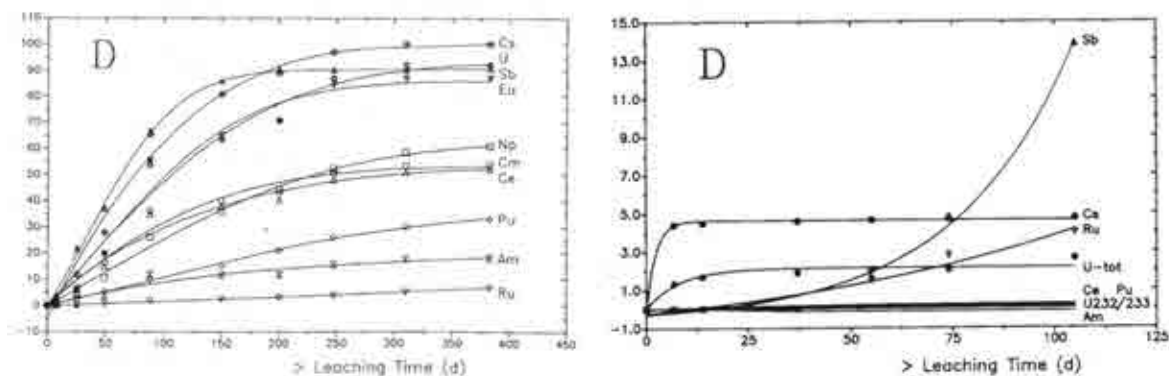 110
100
90
80
70
60
50
40
30
20
10
0
-10
D
Cs
U
Sb
Eu
Np
Cm
Ce
Pu
Am
Ru
0 50 100 150 200 250 300 350 400 450
> Leaching Time (d)
15.0
13.0
11.0
9.0
7.0
5.0
3.0
1.0
-1.0
D
Sb
Ru
U-tot
Ce Pu
U232/233
Am
0 25 50 75 100 125
> Leaching Time (d)